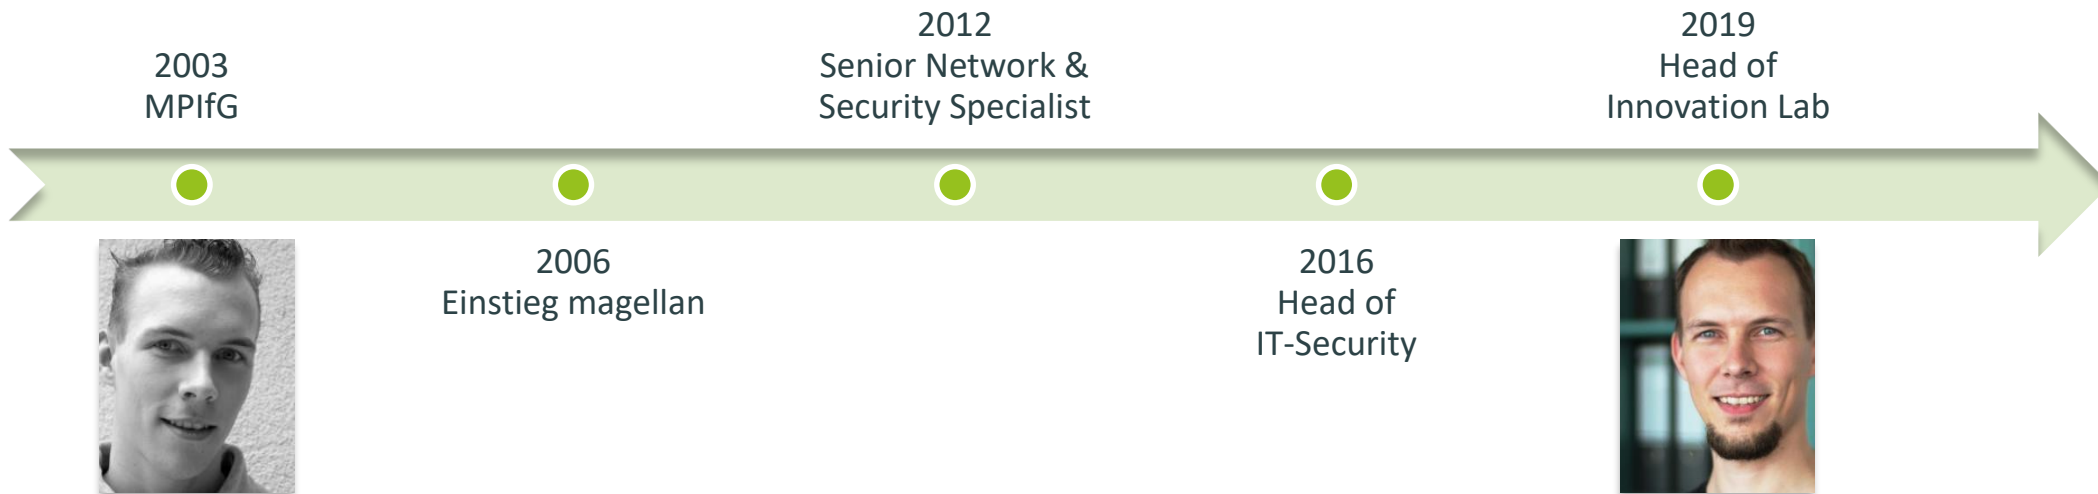 2003
MPIfG
2006
Einstieg magellan
2012
Senior Network &
Security Specialist
2016
Head of
IT-Security
2019
Head of
Innovation Lab